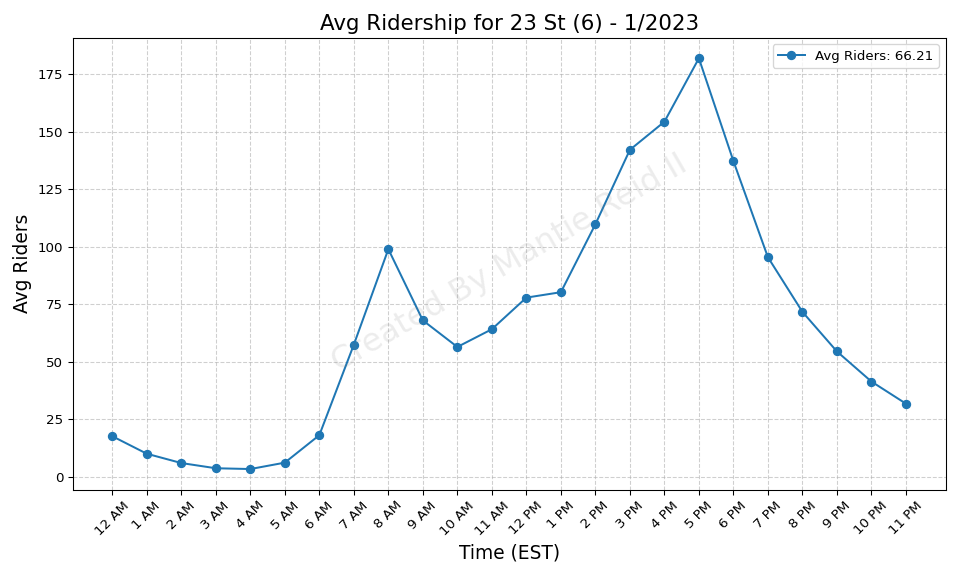 Avg Ridership for 23 St (6) - 1/2023
Avg Riders: 66.21
Avg Riders
175
150
125
100
75
50
25
0
Created By Mantie Reid II
12 AM
1 AM
2 AM
3 AM
4 AM
5 AM
6 AM
7 AM
8 AM
9 AM
10 AM
11 AM
12 PM
1 PM
2 PM
3 PM
4 PM
5 PM
6 PM
7 PM
8 PM
9 PM
10 PM
11 PM
Time (EST)